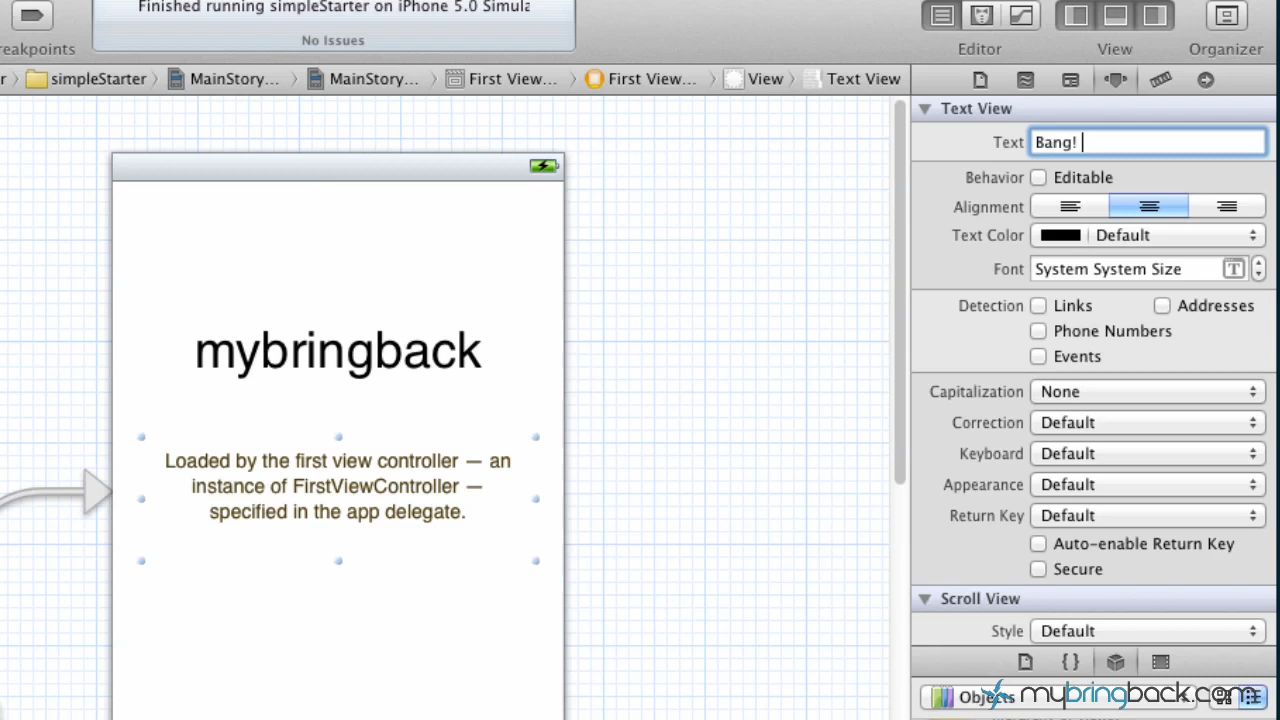 Finished running simpleStarter on iPhone 5.0 Simula
No Issues
reakpoints
Editor
View
Organizer
r
simpleStarter
MainStory...
MainStory...
First View...
First View...
View
Text View
Text View
Text
Bang!
Behavior
Editable
Alignment
Text Color
Default
Font
System System Size
T
Detection
Links
Addresses
Phone Numbers
Events
Capitalization
None
Correction
Default
Keyboard
Default
Appearance
Default
Return Key
Default
Auto-enable Return Key
Secure
Scroll View
Style
Default
{ }
Objects
mybringback.com
mybringback
Loaded by the first view controller — an
instance of FirstViewController —
specified in the app delegate.